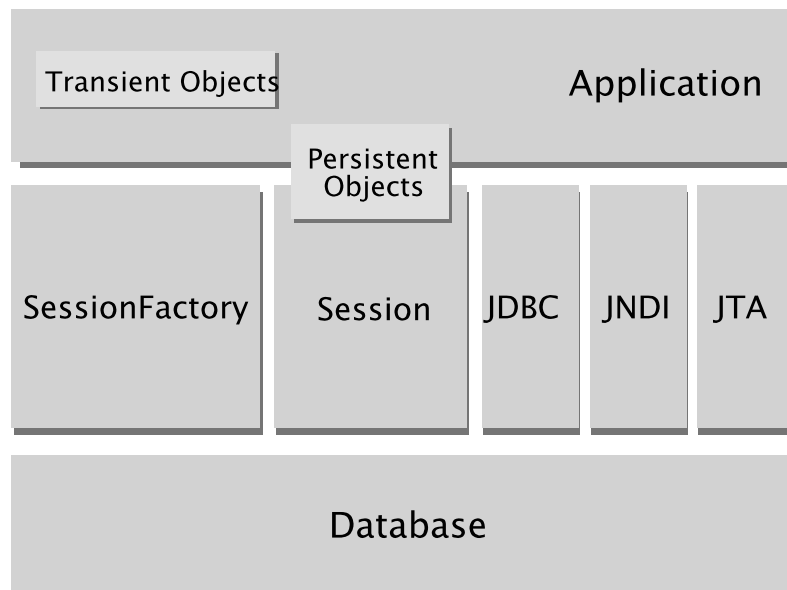 Transient Objects
Application
Persistent
Objects
SessionFactory
Session
JDBC
JNDI
JTA
Database